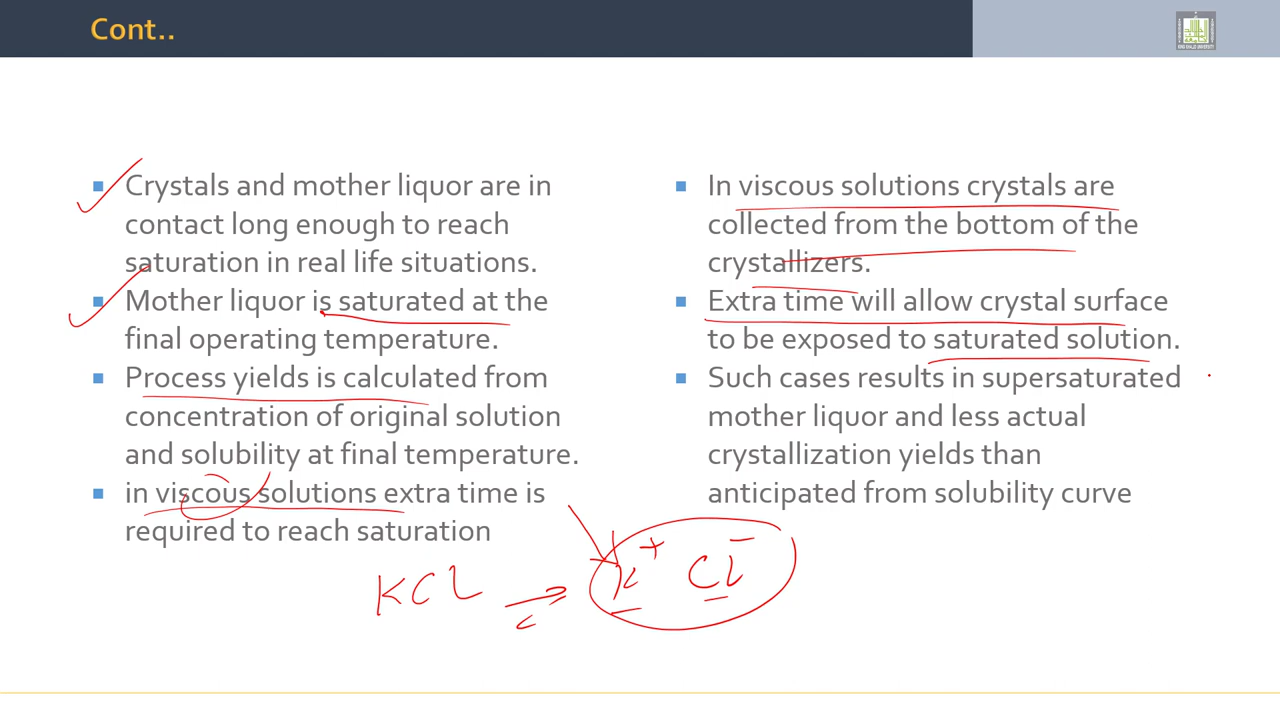 Cont..
Crystals and mother liquor are in
contact long enough to reach
saturation in real life situations.
Mother liquor is saturated at the
final operating temperature.
Process yields is calculated from
concentration of original solution
and solubility at final temperature.
in viscous solutions extra time is
required to reach saturation
In viscous solutions crystals are
collected from the bottom of the
crystallizers.
Extra time will allow crystal surface
to be exposed to saturated solution.
Such cases results in supersaturated
mother liquor and less actual
crystallization yields than
anticipated from solubility curve
KCl ⇌ K+ Cl-